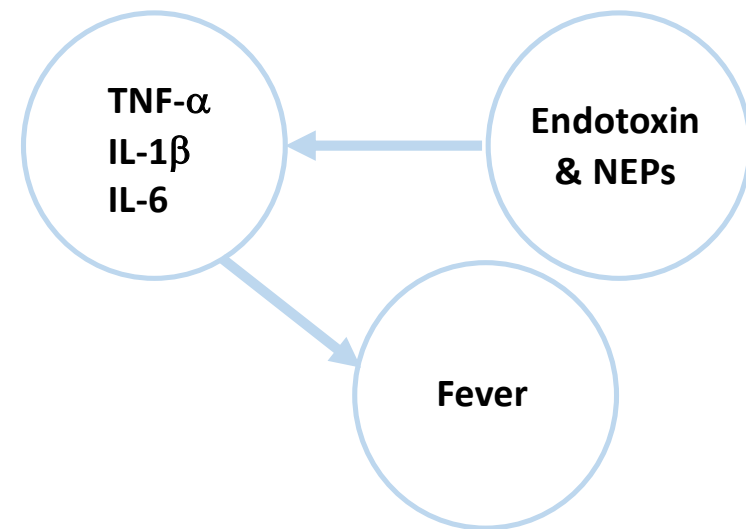 TNF-α
IL-1β
IL-6
Endotoxin
& NEPs
Fever